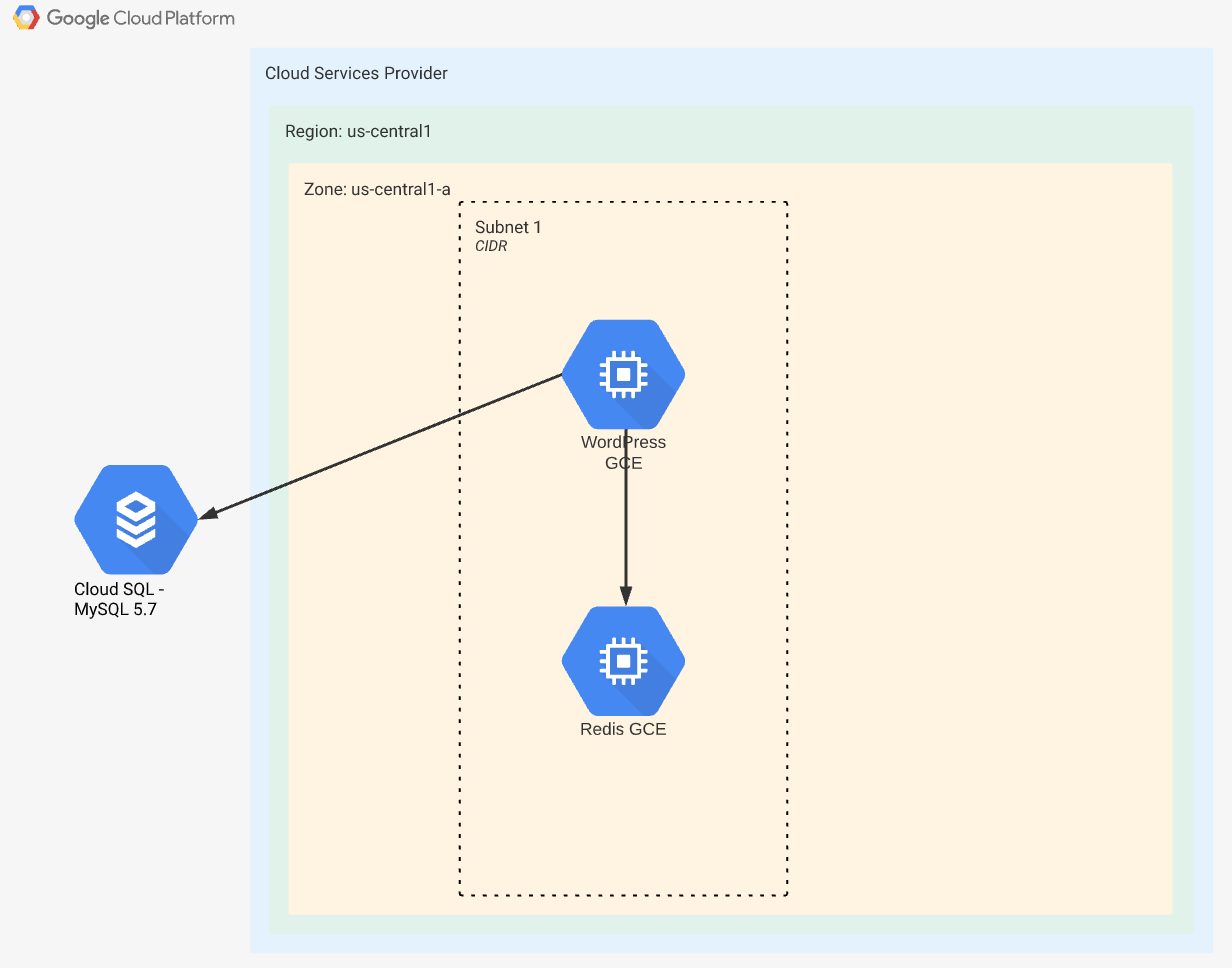 Google Cloud Platform
Cloud Services Provider
Region: us-central1
Zone: us-central1-a
Subnet 1
CIDR
WordPress
GCE
Cloud SQL -
MySQL 5.7
Redis GCE